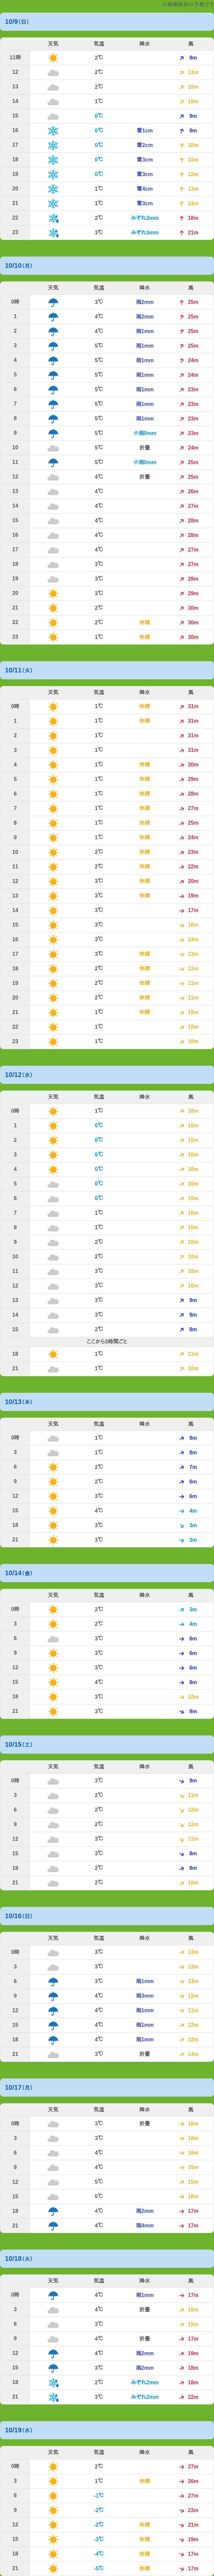 ※実際風速の予報です
10/9(日)
天気 気温 降水 風
11時 2℃ 9m
12 2℃ 11m
13 2℃ 10m
14 1℃ 10m
15 0℃ 9m
16 0℃ 雪1cm 9m
17 0℃ 雪2cm 10m
18 0℃ 雪3cm 10m
19 0℃ 雪3cm 12m
20 1℃ 雪4cm 13m
21 1℃ 雪3cm 14m
22 2℃ みぞれ3mm 18m
23 3℃ みぞれ3mm 21m
10/10(月)
天気 気温 降水 風
0時 3℃ 雨2mm 25m
1 4℃ 雨2mm 25m
2 4℃ 雨1mm 25m
3 5℃ 雨1mm 25m
4 5℃ 雨1mm 24m
5 5℃ 雨1mm 24m
6 5℃ 雨1mm 23m
7 5℃ 雨1mm 23m
8 5℃ 雨1mm 23m
9 5℃ 小雨0mm 23m
10 5℃ 折畳 24m
11 5℃ 小雨0mm 25m
12 4℃ 折畳 25m
13 4℃ 26m
14 4℃ 27m
15 4℃ 28m
16 4℃ 28m
17 4℃ 27m
18 3℃ 27m
19 3℃ 28m
20 3℃ 29m
21 2℃ 30m
22 2℃ 快晴 30m
23 1℃ 快晴 30m
10/11(火)
天気 気温 降水 風
0時 1℃ 快晴 31m
1 1℃ 快晴 31m
2 1℃ 31m
3 1℃ 31m
4 1℃ 快晴 30m
5 1℃ 快晴 29m
6 1℃ 快晴 28m
7 1℃ 快晴 27m
8 1℃ 快晴 25m
9 1℃ 快晴 24m
10 2℃ 快晴 23m
11 2℃ 快晴 22m
12 3℃ 快晴 20m
13 3℃ 快晴 19m
14 3℃ 17m
15 3℃ 16m
16 3℃ 14m
17 3℃ 快晴 13m
18 2℃ 快晴 12m
19 2℃ 快晴 11m
20 2℃ 快晴 11m
21 1℃ 快晴 10m
22 1℃ 10m
23 1℃ 10m
10/12(水)
天気 気温 降水 風
0時 1℃ 10m
1 0℃ 10m
2 0℃ 10m
3 0℃ 10m
4 0℃ 10m
5 0℃ 10m
6 0℃ 10m
7 1℃ 10m
8 1℃ 10m
9 2℃ 10m
10 2℃ 10m
11 3℃ 10m
12 3℃ 10m
13 3℃ 9m
14 3℃ 9m
15 2℃ 8m
ここから3時間ごと
18 1℃ 11m
21 1℃ 10m
10/13(木)
天気 気温 降水 風
0時 1℃ 9m
3 1℃ 8m
6 2℃ 7m
9 2℃ 6m
12 3℃ 6m
15 4℃ 4m
18 3℃ 3m
21 3℃ 3m
10/14(金)
天気 気温 降水 風
0時 2℃ 3m
3 2℃ 4m
6 3℃ 6m
9 3℃ 6m
12 3℃ 6m
15 4℃ 8m
18 3℃ 10m
21 3℃ 9m
10/15(土)
天気 気温 降水 風
0時 3℃ 9m
3 2℃ 11m
6 2℃ 12m
9 2℃ 12m
12 3℃ 11m
15 3℃ 8m
18 2℃ 8m
21 2℃ 10m
10/16(日)
天気 気温 降水 風
0時 3℃ 13m
3 3℃ 13m
6 3℃ 雨1mm 13m
9 4℃ 雨3mm 12m
12 4℃ 雨1mm 11m
15 4℃ 雨1mm 12m
18 4℃ 雨1mm 12m
21 3℃ 折畳 14m
10/17(月)
天気 気温 降水 風
0時 3℃ 折畳 16m
3 3℃ 16m
6 4℃ 16m
9 4℃ 15m
12 5℃ 15m
15 5℃ 16m
18 4℃ 雨2mm 17m
21 4℃ 雨4mm 17m
10/18(火)
天気 気温 降水 風
0時 4℃ 雨1mm 17m
3 4℃ 折畳 16m
6 3℃ 15m
9 4℃ 折畳 17m
12 4℃ 雨2mm 19m
15 3℃ 雨2mm 18m
18 2℃ みぞれ2mm 18m
21 3℃ みぞれ2mm 22m
10/19(水)
天気 気温 降水 風
0時 2℃ 27m
3 1℃ 快晴 26m
6 -1℃ 27m
9 -2℃ 23m
12 -2℃ 快晴 21m
15 -3℃ 快晴 19m
18 -4℃ 快晴 17m
21 -5℃ 快晴 17m